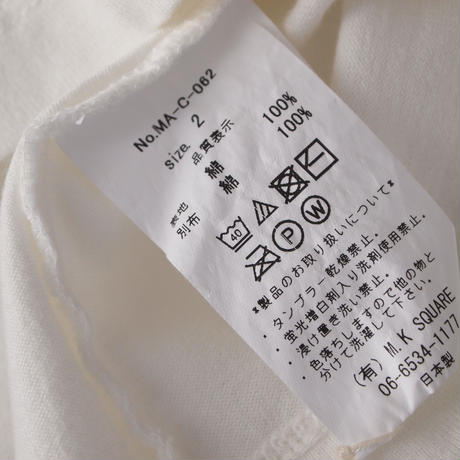 No.MA-C-062
size. 2
品質表示
表地 綿 100%
別布 綿 100%
40
P W
*製品のお取り扱いについて*
・タンブラー乾燥禁止。
・蛍光増白剤入り洗剤使用禁止。
・浸け置き洗い禁止。
・色落ちしますので他の物と
分けて洗濯して下さい。
(有) M.K SQUARE
06-6534-1177
日本製